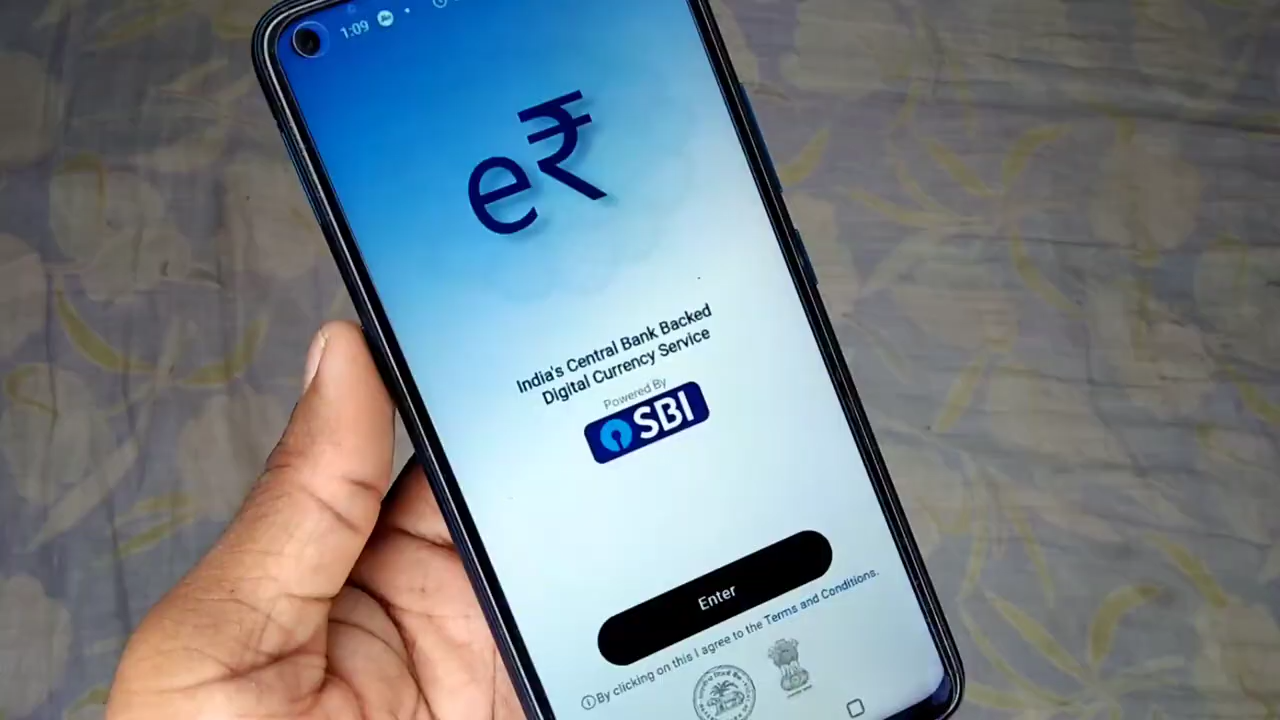 1:09
e₹
India's Central Bank Backed
Digital Currency Service
Powered By
SBI
Enter
By clicking on this I agree to the Terms and Conditions.